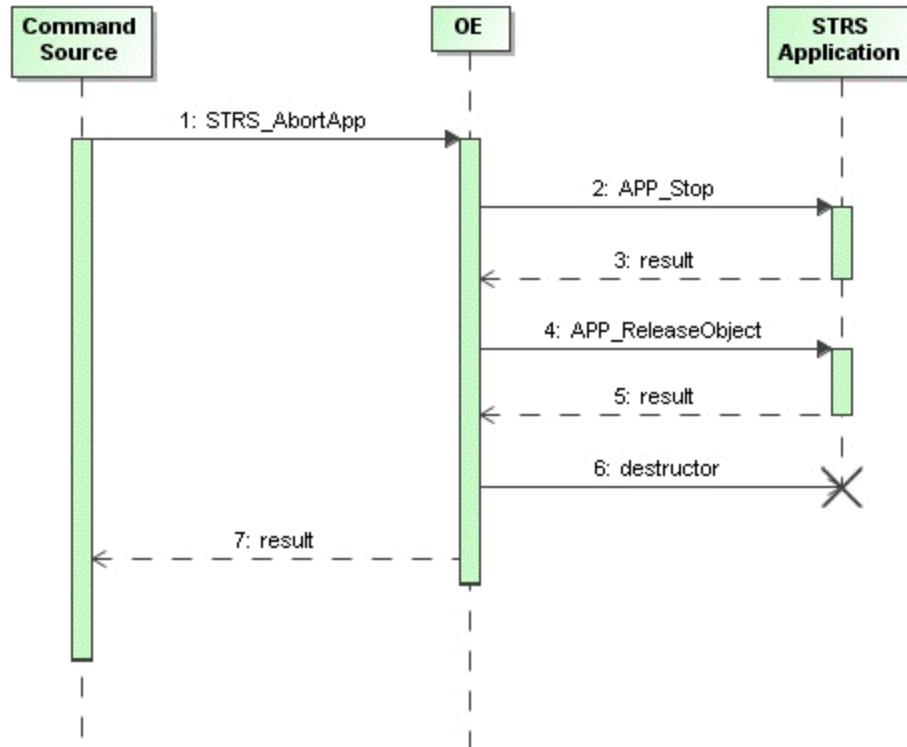 Command
Source
OE
STRS
Application
1: STRS_AbortApp
2: APP_Stop
3: result
4: APP_ReleaseObject
5: result
6: destructor
7: result